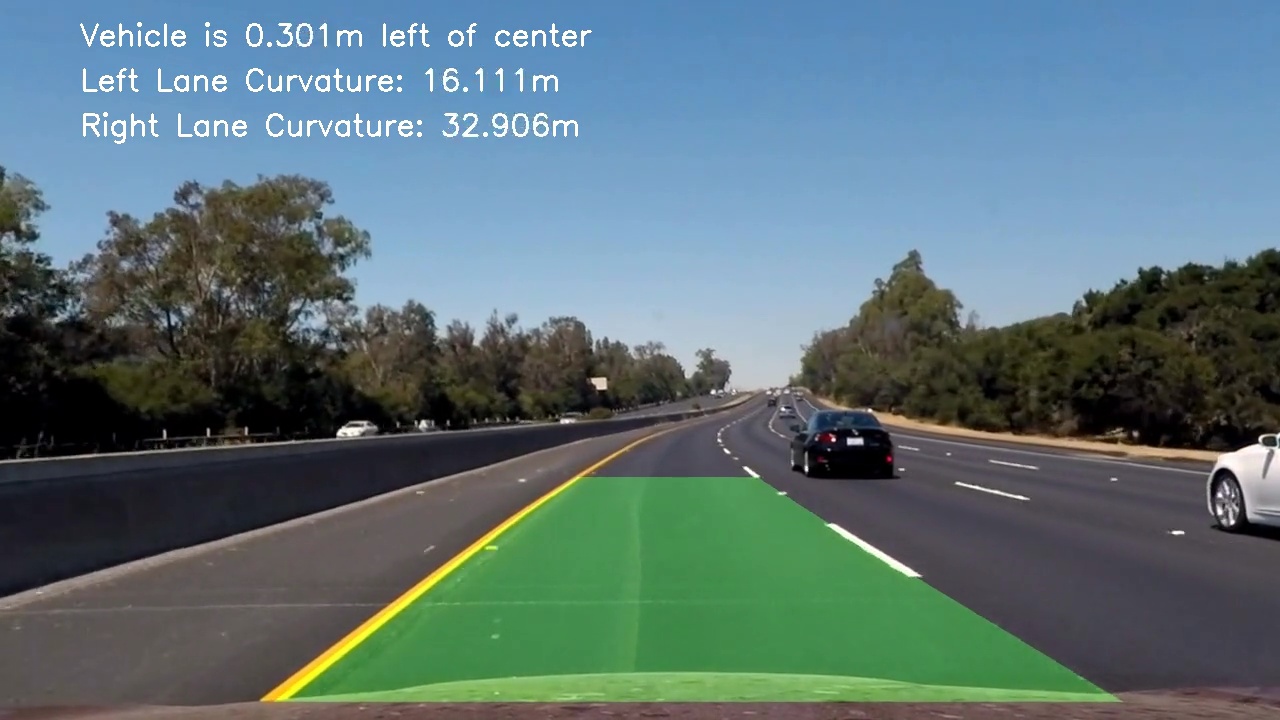 Vehicle is 0.301m left of center
Left Lane Curvature: 16.111m
Right Lane Curvature: 32.906m